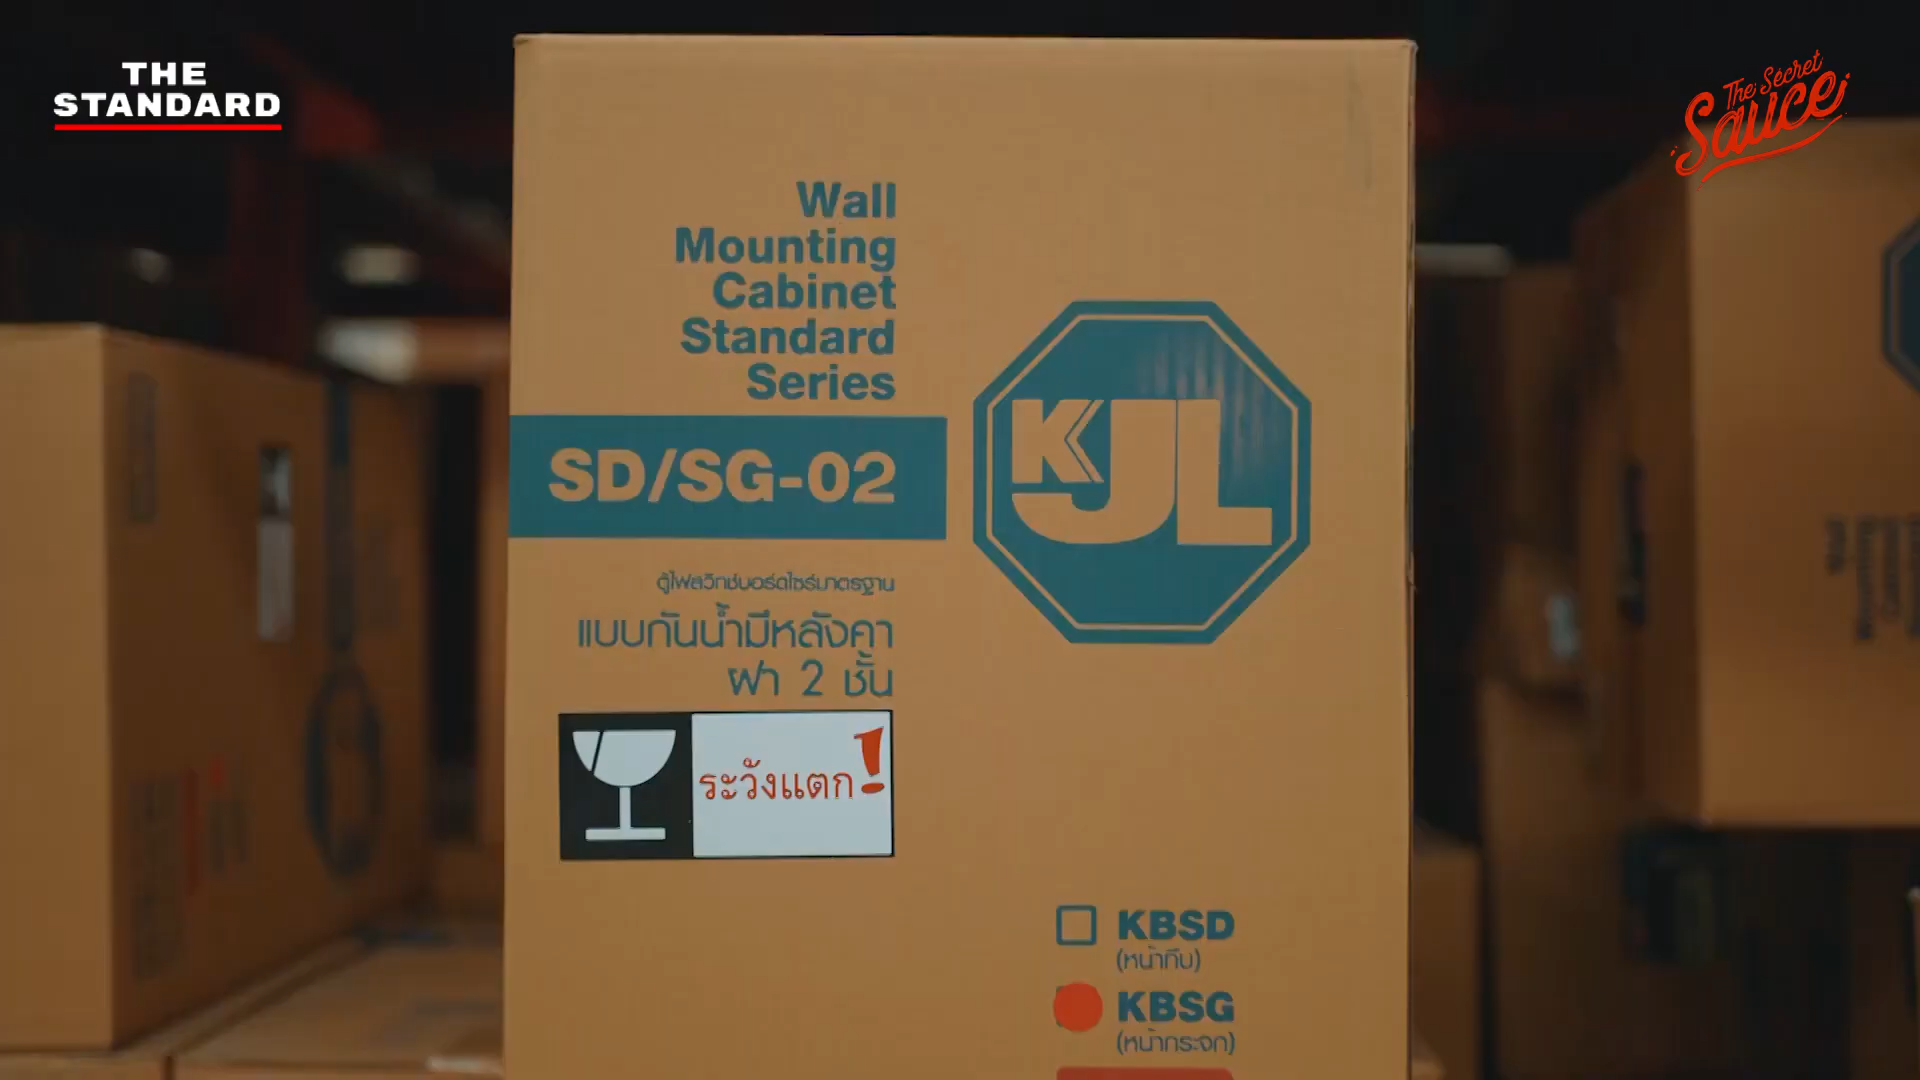 THE
STANDARD
The Secret
Sauce
Wall
Mounting
Cabinet
Standard
Series
SD/SG-02
KJL
ตู้ไฟสวิทช์บอร์ดไซร์มาตรฐาน
แบบกันน้ำมีหลังคา
ฝา 2 ชั้น
ระวังแตก!
KBSD
(หน้าทึบ)
KBSG
(หน้ากระจก)